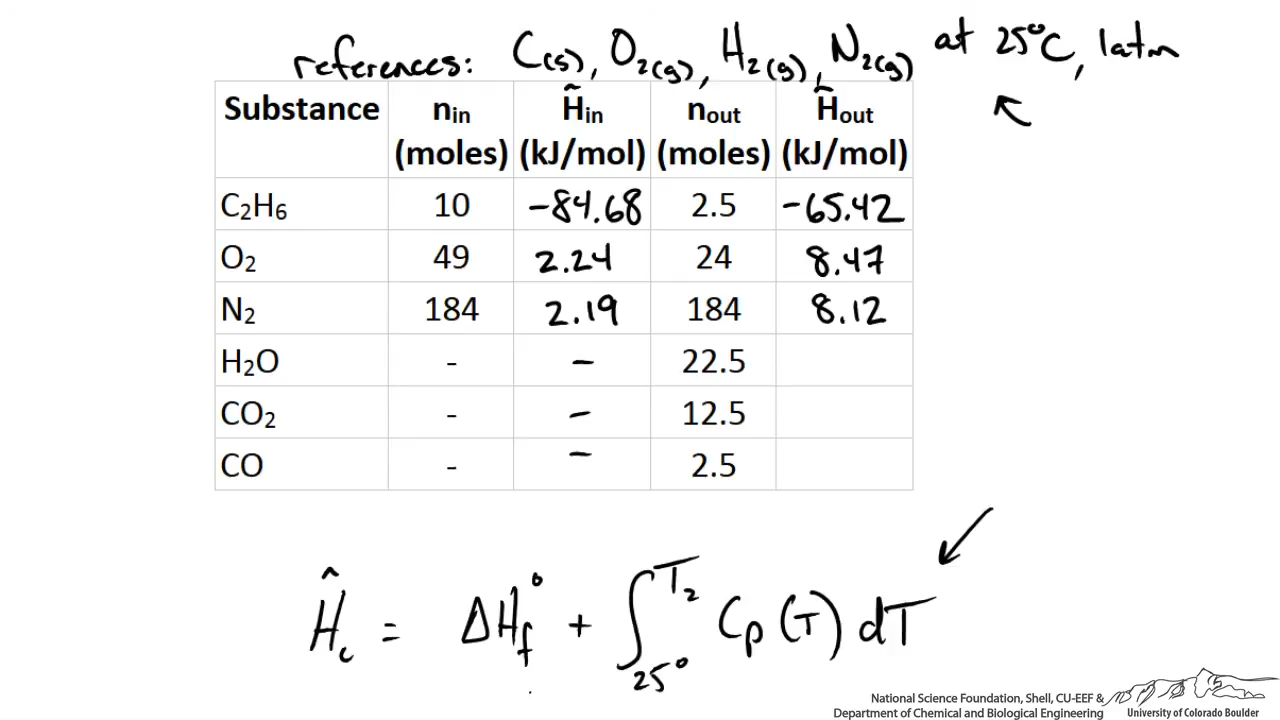 references: C(s), O2(g), H2(g), N2(g) at 25°C, 1atm
Substance nin Ĥin nout Ĥout
(moles) (kJ/mol) (moles) (kJ/mol)
C2H6 10 -84.68 2.5 -65.42
O2 49 2.24 24 8.47
N2 184 2.19 184 8.12
H2O - - 22.5
CO2 - - 12.5
CO - - 2.5
Ĥi = ΔHf° + ∫25°T2 Cp(T)dT
National Science Foundation, Shell, CU-EEF &
Department of Chemical and Biological Engineering
University of Colorado Boulder